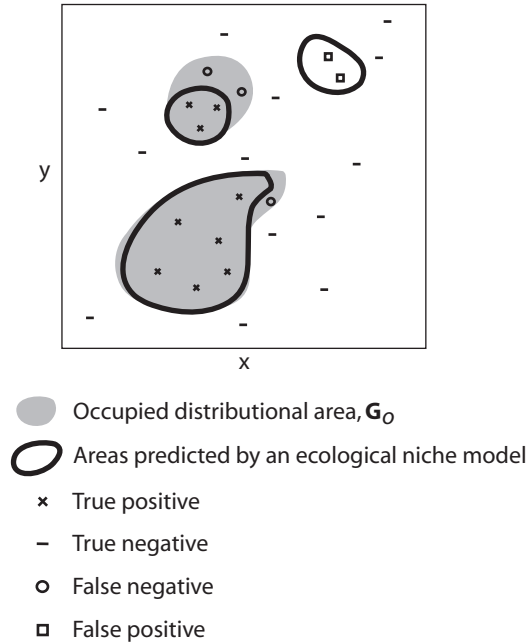 y
x
Occupied distributional area, G_O
Areas predicted by an ecological niche model
True positive
True negative
False negative
False positive